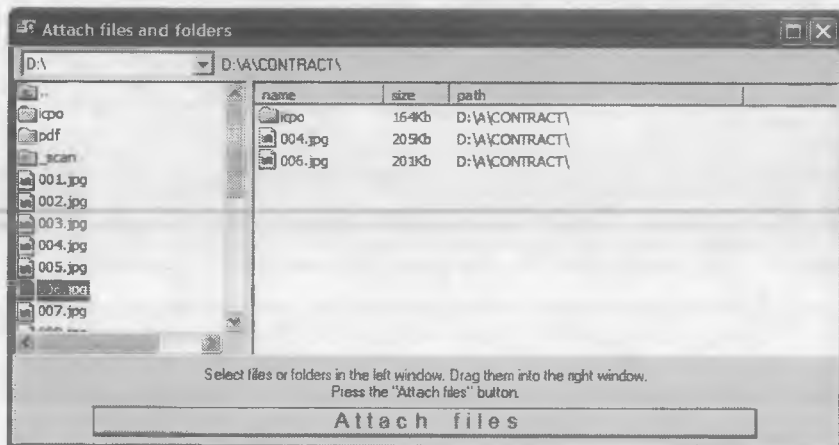 Attach files and folders
D:\ D:\A\CONTRACT\
..
icpo
pdf
_scan
001.jpg
002.jpg
003.jpg
004.jpg
005.jpg
007.jpg
name size path
icpo 164Kb D:\A\CONTRACT\
004.jpg 205Kb D:\A\CONTRACT\
006.jpg 201Kb D:\A\CONTRACT\
Select files or folders in the left window. Drag them into the right window.
Press the "Attach files" button.
Attach files